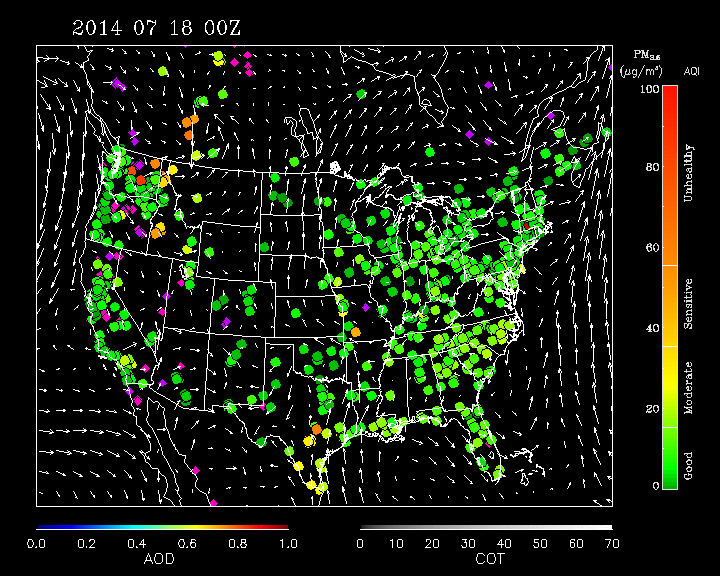 2014 07 18 00Z
PM2.5
(μg/m³) AQI
100
80
60
40
20
0
Unhealthy
Sensitive
Moderate
Good
0.0 0.2 0.4 0.6 0.8 1.0
AOD
0 10 20 30 40 50 60 70
COT